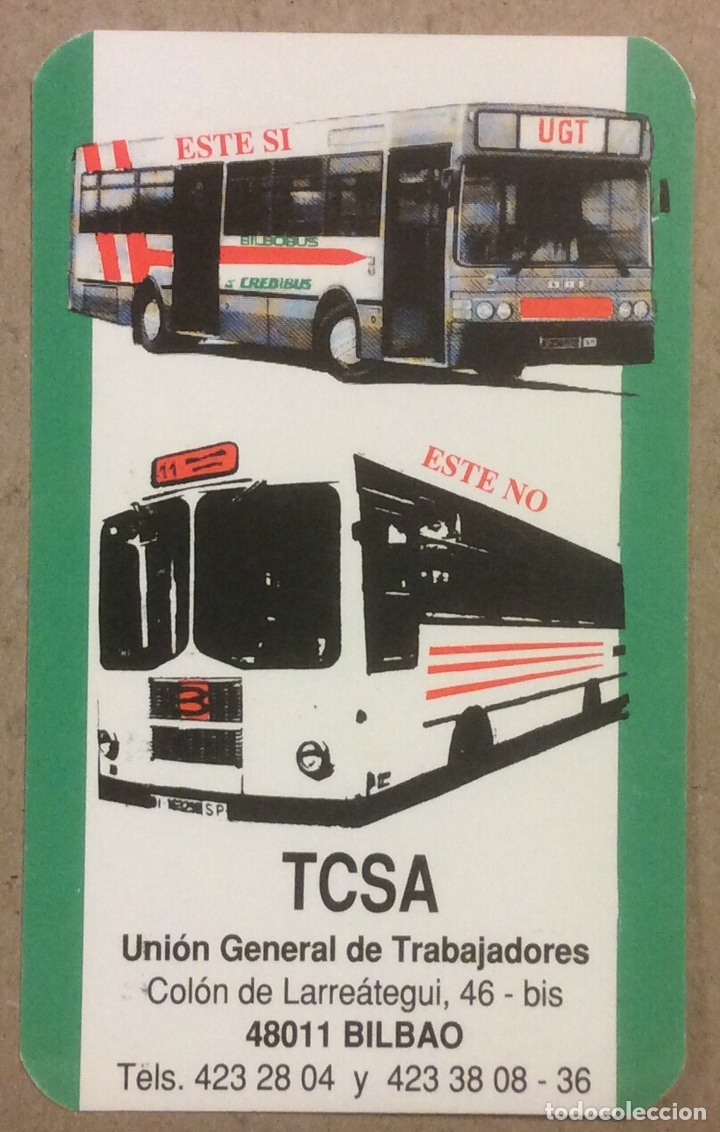 ESTE SI
UGT
BILBOBUS
CREDIBUS
11
ESTE NO
SP
TCSA
Unión General de Trabajadores
Colón de Larreátegui, 46 - bis
48011 BILBAO
Tels. 423 28 04 y 423 38 08 - 36
todocoleccion